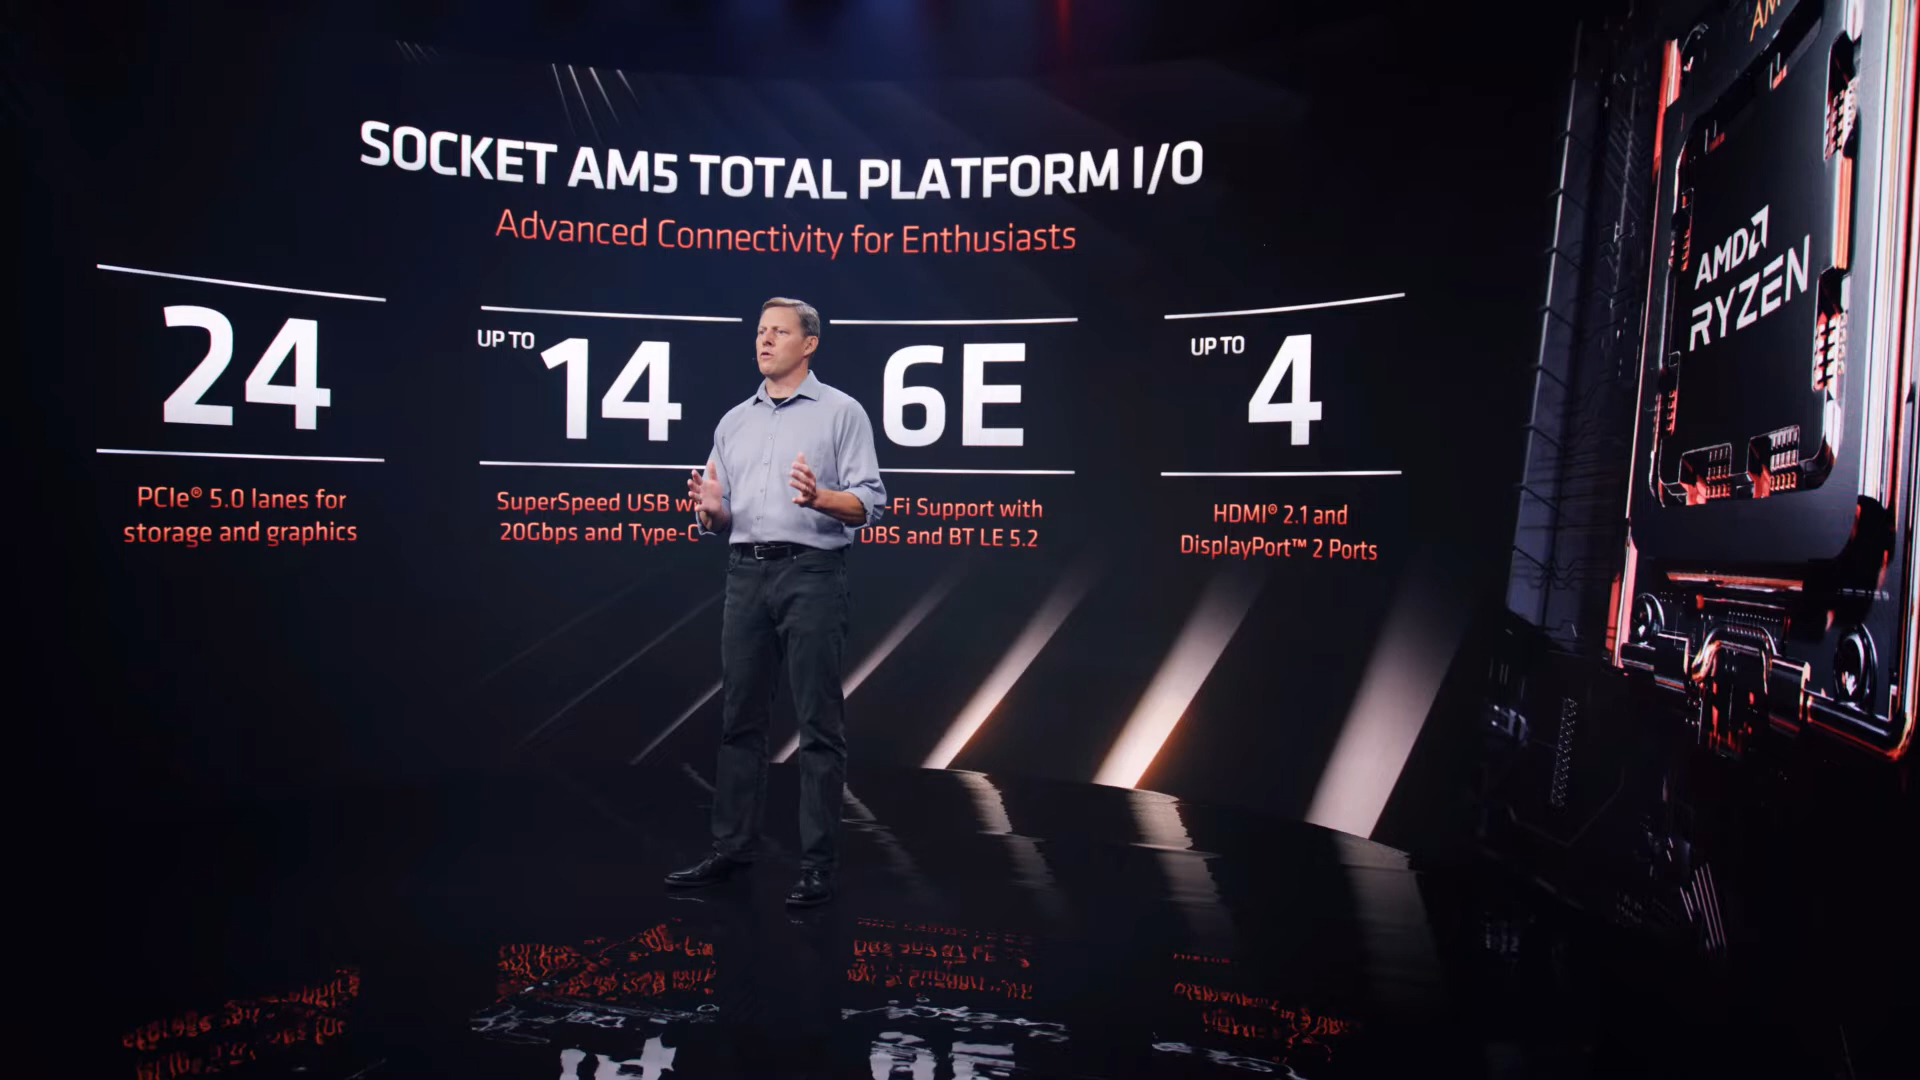 SOCKET AM5 TOTAL PLATFORM I/O
Advanced Connectivity for Enthusiasts
24
PCIe® 5.0 lanes for
storage and graphics
UP TO 14
SuperSpeed USB
20Gbps and Type-C
6E
-Fi Support with
DBS and BT LE 5.2
UP TO 4
HDMI® 2.1 and
DisplayPort™ 2 Ports
AMD
RYZEN